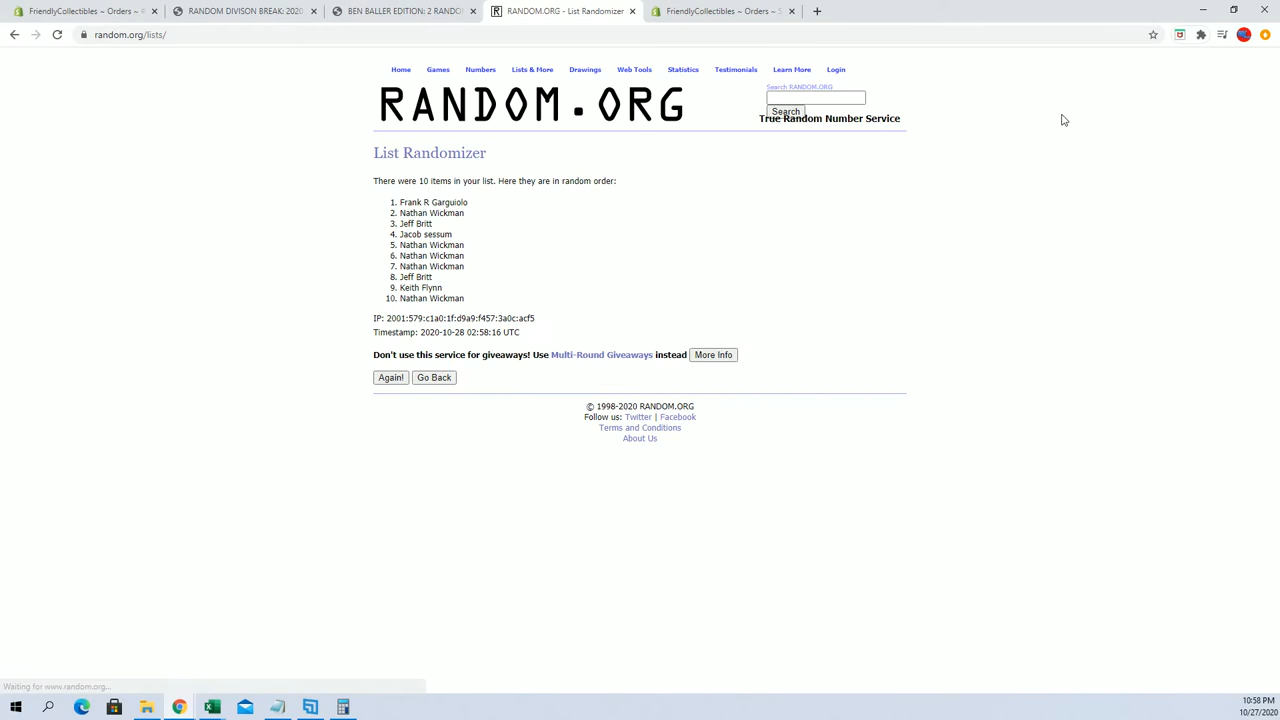 FriendlyCollectibles ~ Orders ~ 
RANDOM DIVISON BREAK: 2020
BEN BALLER EDITION: 2 RANDOM
RANDOM.ORG - List Randomizer
FriendlyCollectibles ~ Orders ~ S
random.org/lists/
Home Games Numbers Lists & More Drawings Web Tools Statistics Testimonials Learn More Login
Search RANDOM.ORG
RANDOM.ORG
Search
True Random Number Service
List Randomizer
There were 10 items in your list. Here they are in random order:
1. Frank R Garguiolo
2. Nathan Wickman
3. Jeff Britt
4. Jacob sessum
5. Nathan Wickman
6. Nathan Wickman
7. Nathan Wickman
8. Jeff Britt
9. Keith Flynn
10. Nathan Wickman
IP: 2001:579:c1a0:1f:d9a9:f457:3a0c:acf5
Timestamp: 2020-10-28 02:58:16 UTC
Don't use this service for giveaways! Use Multi-Round Giveaways instead More Info
Again! Go Back
© 1998-2020 RANDOM.ORG
Follow us: Twitter | Facebook
Terms and Conditions
About Us
Waiting for www.random.org...
10:58 PM
10/27/2020